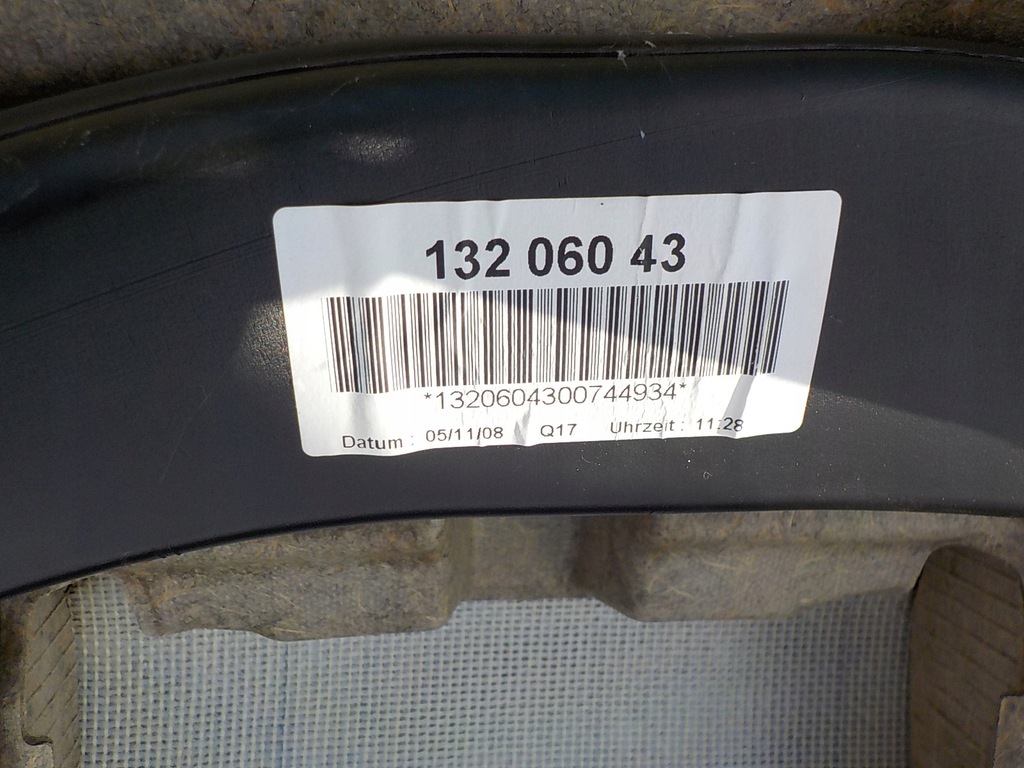 132 060 43
*1320604300744934*
Datum : 05/11/08 Q17 Uhrzeit : 11:28